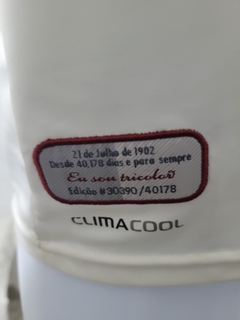 21 de Julho de 1902
Desde 40,178 dias e para sempre
Eu sou tricolor
Edição #30390/40178
CLIMACOOL